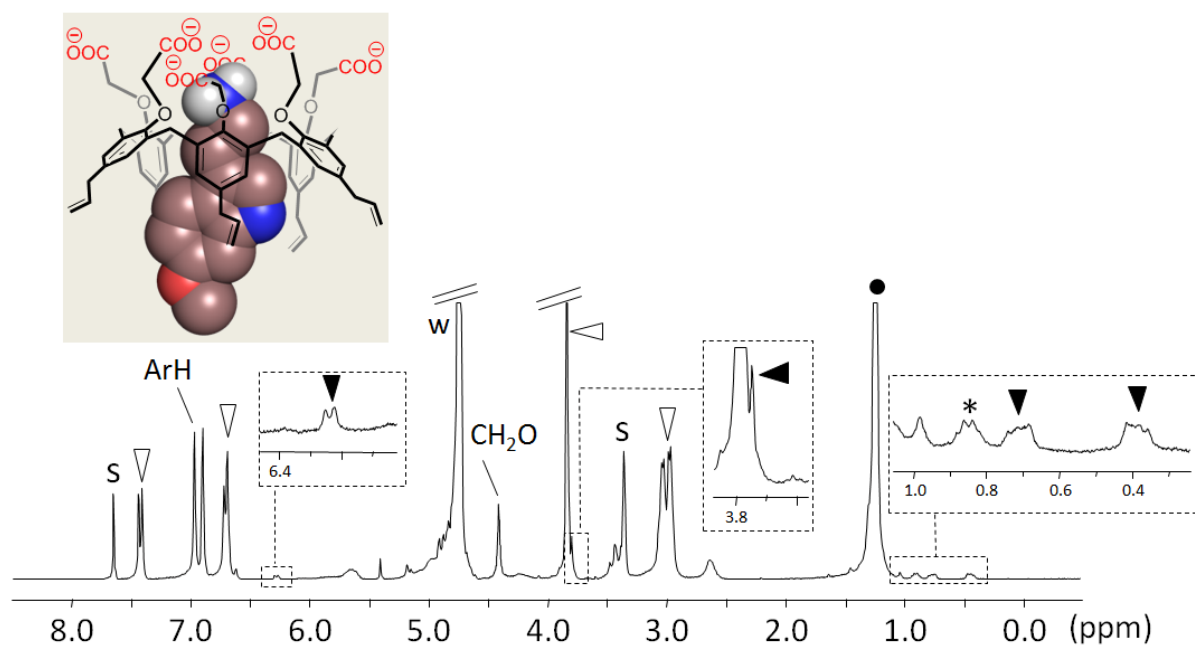 ⊖OOC COO⊖ ⊖OOC COO⊖ COO⊖
⊖OOC
O O O O O
w
ArH
CH₂O
S
S
*
6.4
3.8
1.0 0.8 0.6 0.4
8.0 7.0 6.0 5.0 4.0 3.0 2.0 1.0 0.0 (ppm)